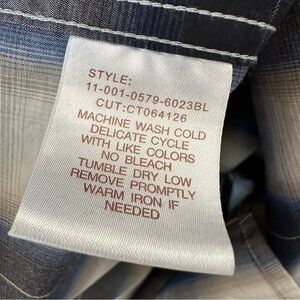 STYLE:
11-001-0579-6023BL
CUT:CT064126
MACHINE WASH COLD
DELICATE CYCLE
WITH LIKE COLORS
NO BLEACH
TUMBLE DRY LOW
REMOVE PROMPTLY
WARM IRON IF
NEEDED